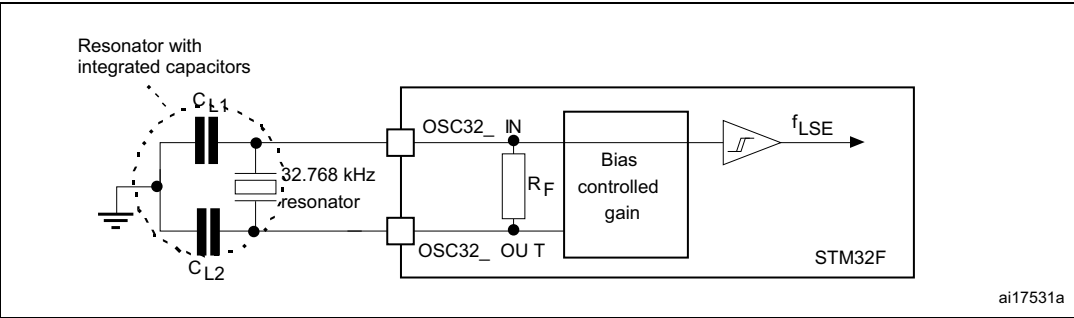 Resonator with
integrated capacitors
CL1
OSC32_ IN
fLSE
32.768 kHz
resonator
RF
Bias
controlled
gain
OSC32_ OU T
STM32F
CL2
ai17531a